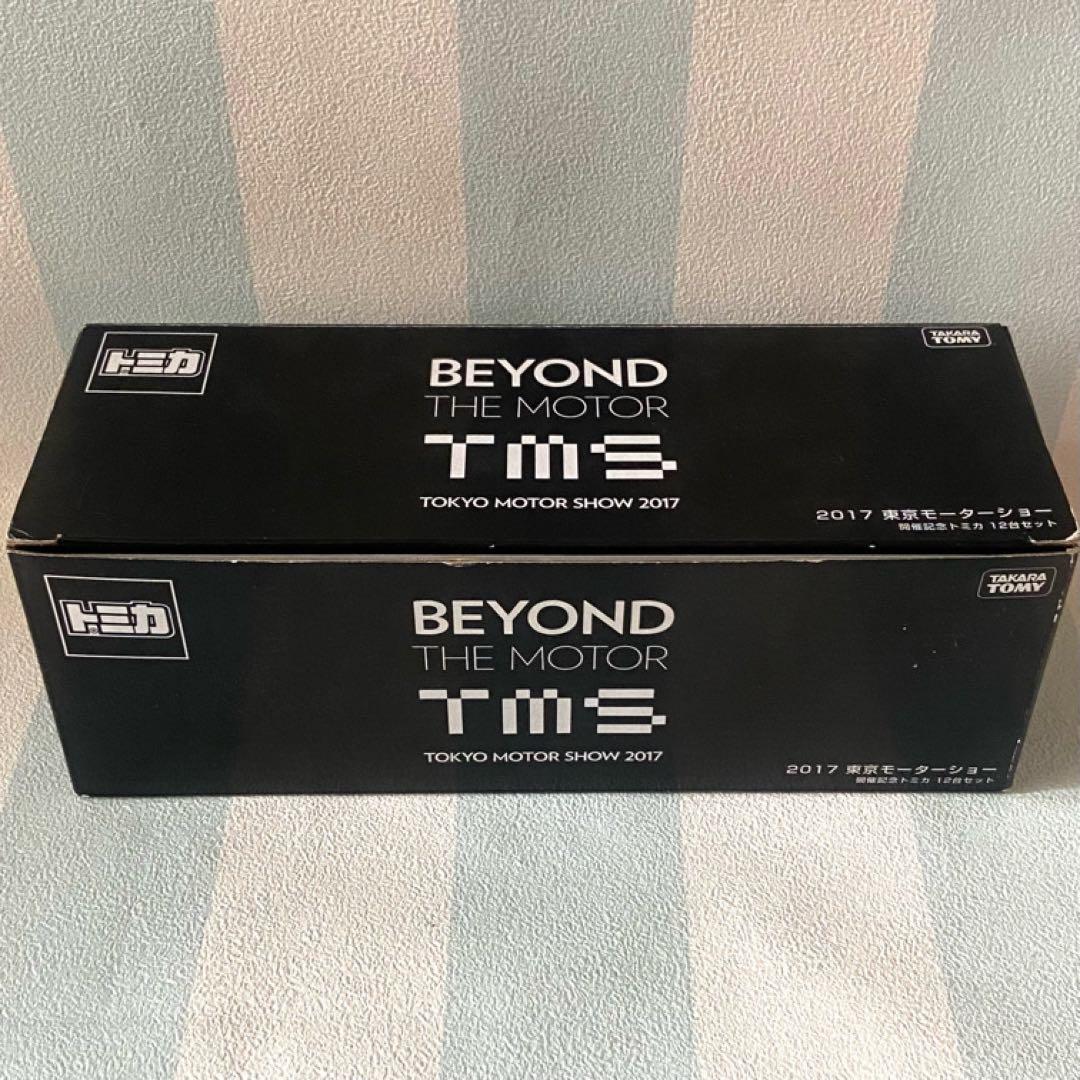 トミカ
TAKARA
TOMY
BEYOND
THE MOTOR
TMS
TOKYO MOTOR SHOW 2017
2017 東京モーターショー
開催記念トミカ 12台セット
トミカ
TAKARA
TOMY
BEYOND
THE MOTOR
TMS
TOKYO MOTOR SHOW 2017
2017 東京モーターショー
開催記念トミカ 12台セット